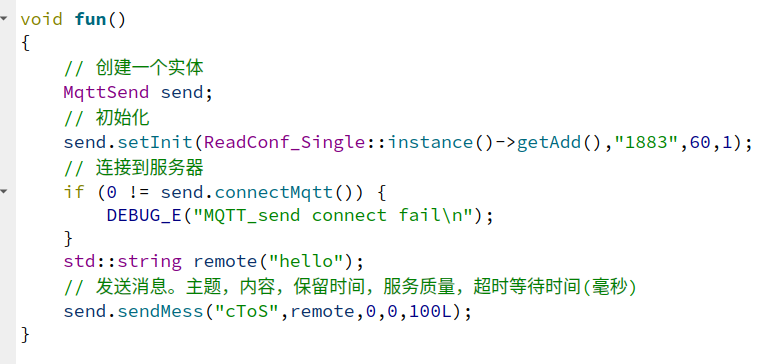 void fun()
{
    // 创建一个实体
    MqttSend send;
    // 初始化
    send.setInit(ReadConf_Single::instance()->getAdd(),"1883",60,1);
    // 连接到服务器
    if (0 != send.connectMqtt()) {
        DEBUG_E("MQTT_send connect fail\n");
    }
    std::string remote("hello");
    // 发送消息。主题，内容，保留时间，服务质量，超时等待时间(毫秒)
    send.sendMess("cToS",remote,0,0,100L);
}